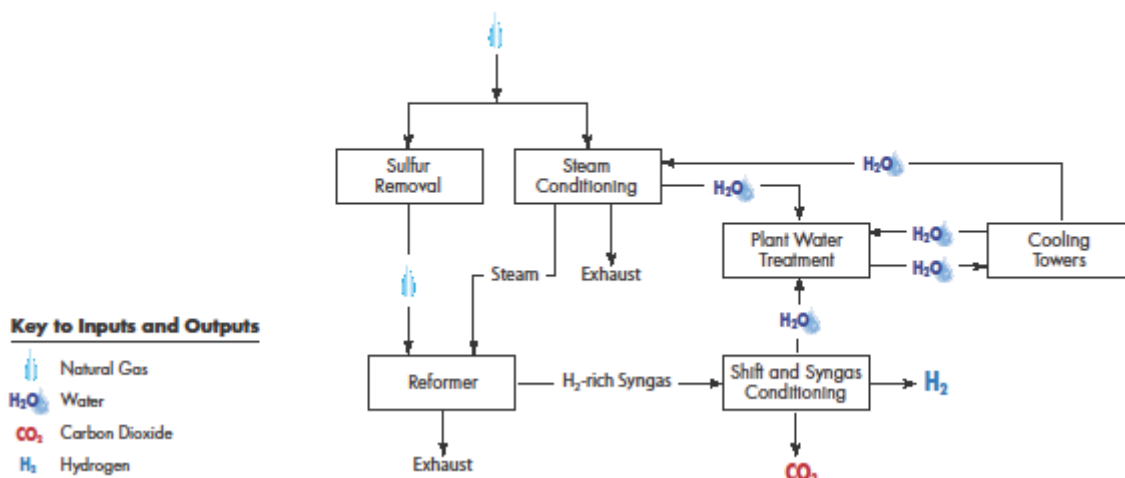 Sulfur
Removal
Steam
Conditioning
H₂O
H₂O
Plant Water
Treatment
H₂O
H₂O
Cooling
Towers
Steam
Exhaust
H₂O
Key to Inputs and Outputs
Natural Gas
H₂O Water
CO₂ Carbon Dioxide
H₂ Hydrogen
Reformer
H₂-rich Syngas
Shift and Syngas
Conditioning
H₂
Exhaust
CO₂